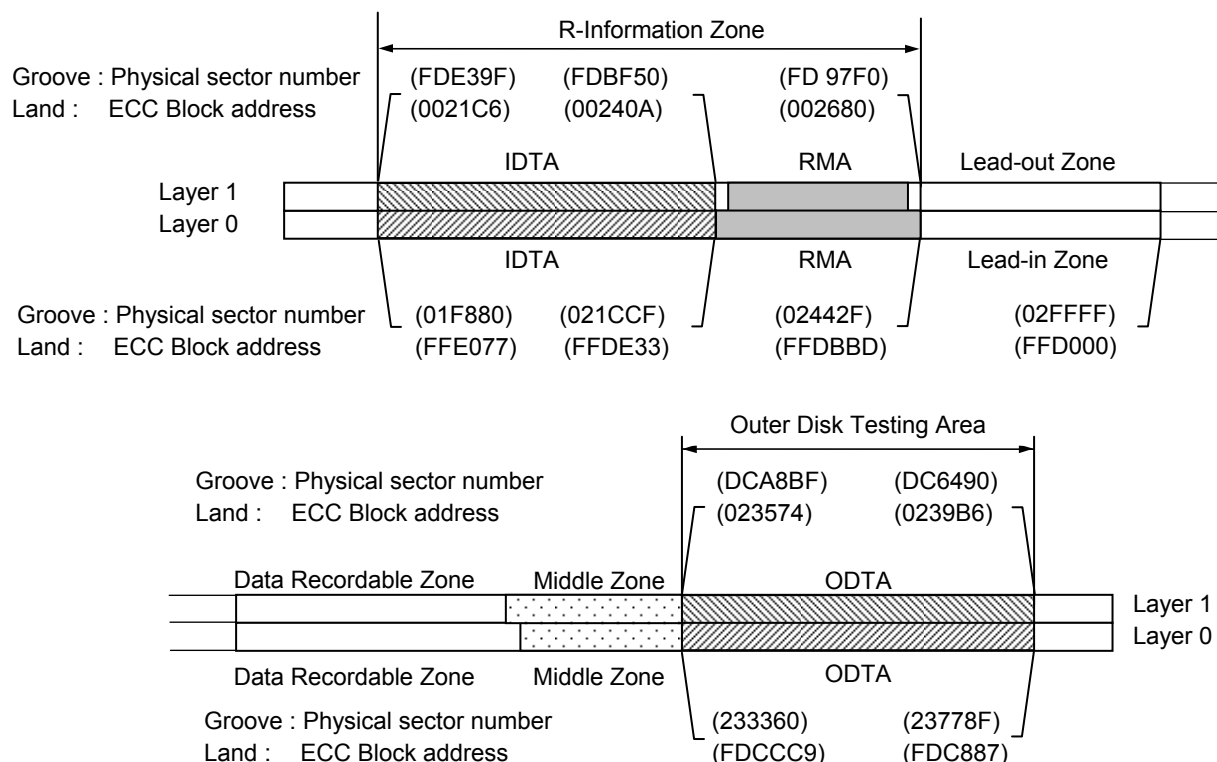 R-Information Zone
Groove : Physical sector number (FDE39F) (FDBF50) (FD 97F0)
Land : ECC Block address (0021C6) (00240A) (002680)
IDTA RMA Lead-out Zone
Layer 1
Layer 0
IDTA RMA Lead-in Zone
Groove : Physical sector number (01F880) (021CCF) (02442F) (02FFFF)
Land : ECC Block address (FFE077) (FFDE33) (FFDBBD) (FFD000)
Outer Disk Testing Area
Groove : Physical sector number (DCA8BF) (DC6490)
Land : ECC Block address (023574) (0239B6)
Data Recordable Zone Middle Zone ODTA
Layer 1
Layer 0
Data Recordable Zone Middle Zone ODTA
Groove : Physical sector number (233360) (23778F)
Land : ECC Block address (FDCCC9) (FDC887)